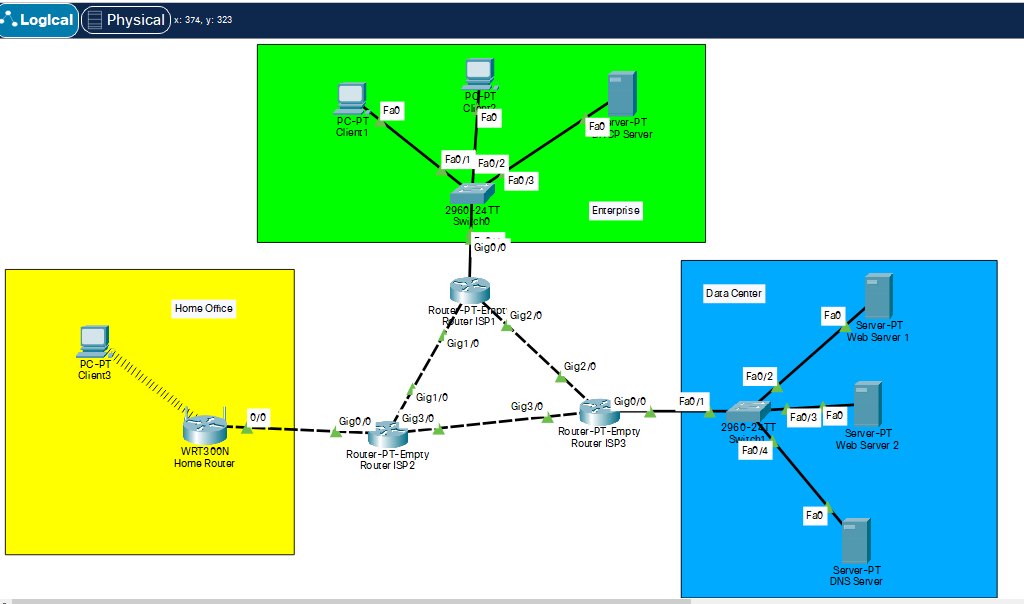 Logical
Physical
x: 374, y: 323
PC-PT
Client1
Fa0
PC-PT
Client2
Fa0
Server-PT
DHCP Server
Fa0
Fa0/1
Fa0/2
Fa0/3
2960-24TT
Switch0
Enterprise
Gig0/0
Router-PT-Empty
Router ISP1
Gig1/0
Gig2/0
Home Office
PC-PT
Client3
0/0
WRT300N
Home Router
Gig0/0
Gig1/0
Gig3/0
Router-PT-Empty
Router ISP2
Gig2/0
Gig3/0
Gig0/0
Router-PT-Empty
Router ISP3
Data Center
Fa0/1
Fa0/2
Fa0/3
Fa0/4
2960-24TT
Switch1
Fa0
Server-PT
Web Server 1
Fa0
Server-PT
Web Server 2
Fa0
Server-PT
DNS Server